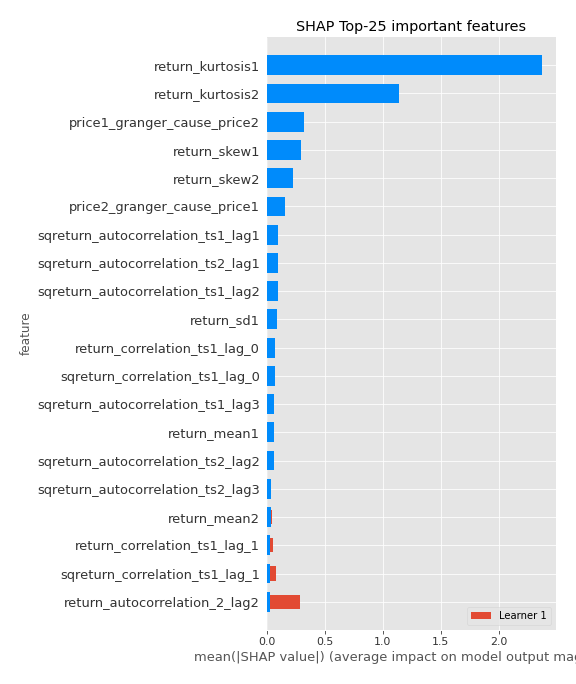 SHAP Top-25 important features
return_kurtosis1
return_kurtosis2
price1_granger_cause_price2
return_skew1
return_skew2
price2_granger_cause_price1
sqreturn_autocorrelation_ts1_lag1
sqreturn_autocorrelation_ts2_lag1
sqreturn_autocorrelation_ts1_lag2
return_sd1
return_correlation_ts1_lag_0
sqreturn_correlation_ts1_lag_0
sqreturn_autocorrelation_ts1_lag3
return_mean1
sqreturn_autocorrelation_ts2_lag2
sqreturn_autocorrelation_ts2_lag3
return_mean2
return_correlation_ts1_lag_1
sqreturn_correlation_ts1_lag_1
return_autocorrelation_2_lag2
feature
Learner 1
0.0 0.5 1.0 1.5 2.0
mean(|SHAP value|) (average impact on model output mag